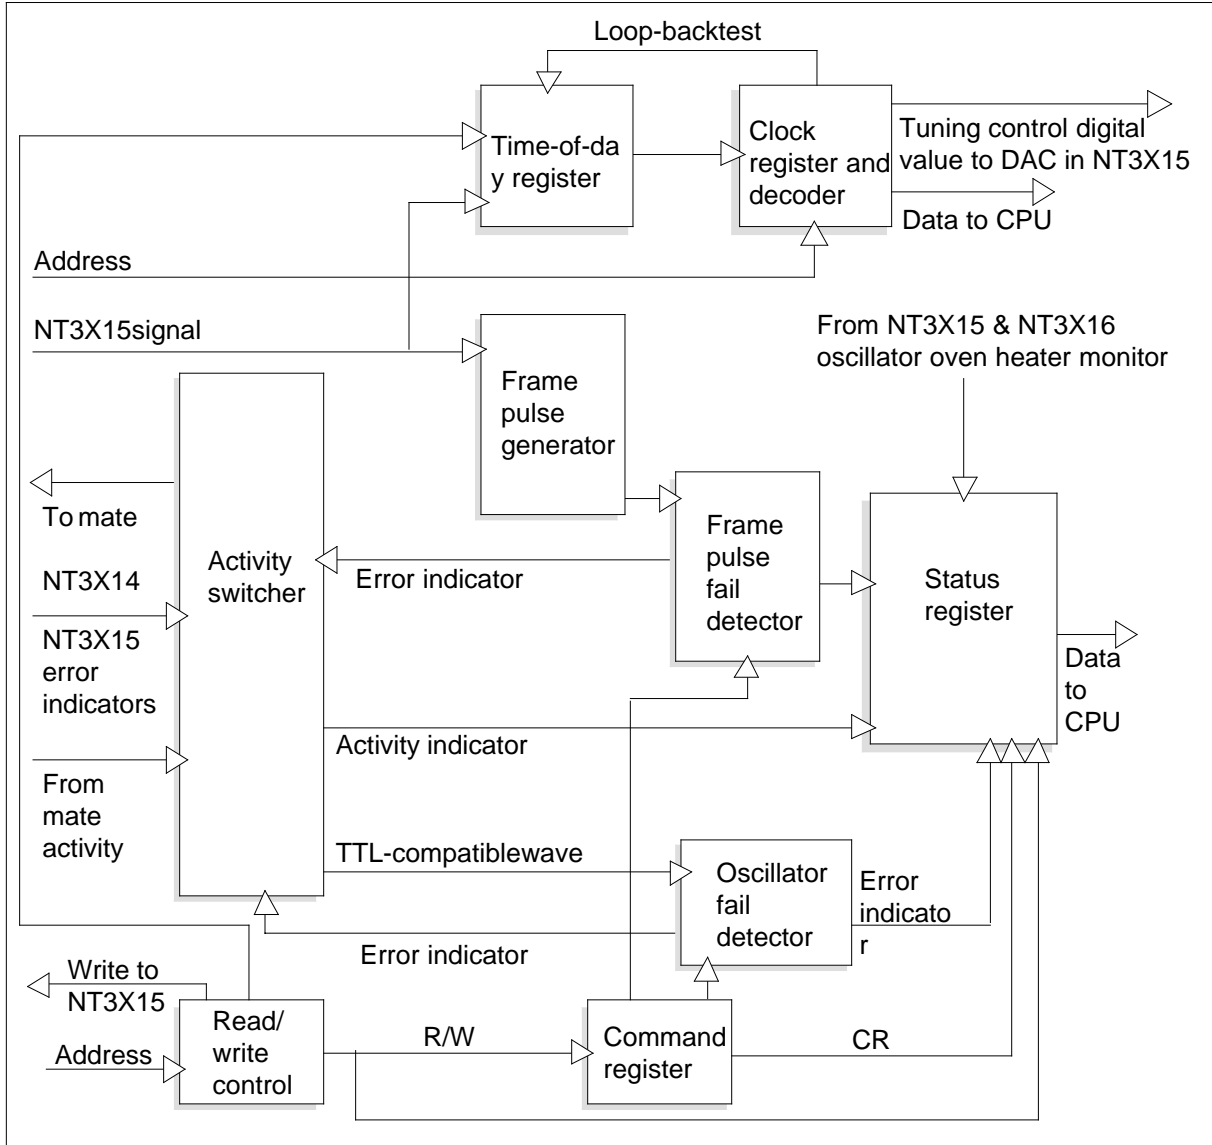 Loop-backtest
Time-of-da
y register
Clock
register and
decoder
Tuning control digital
value to DAC in NT3X15
Data to CPU
Address
NT3X15signal
From NT3X15 & NT3X16
oscillator oven heater monitor
Frame
pulse
generator
To mate
NT3X14
NT3X15
error
indicators
From
mate
activity
Activity
switcher
Error indicator
Frame
pulse
fail
detector
Status
register
Data
to
CPU
Activity indicator
TTL-compatiblewave
Oscillator
fail
detector
Error
indicato
r
Error indicator
Write to
NT3X15
Address
Read/
write
control
R/W
Command
register
CR